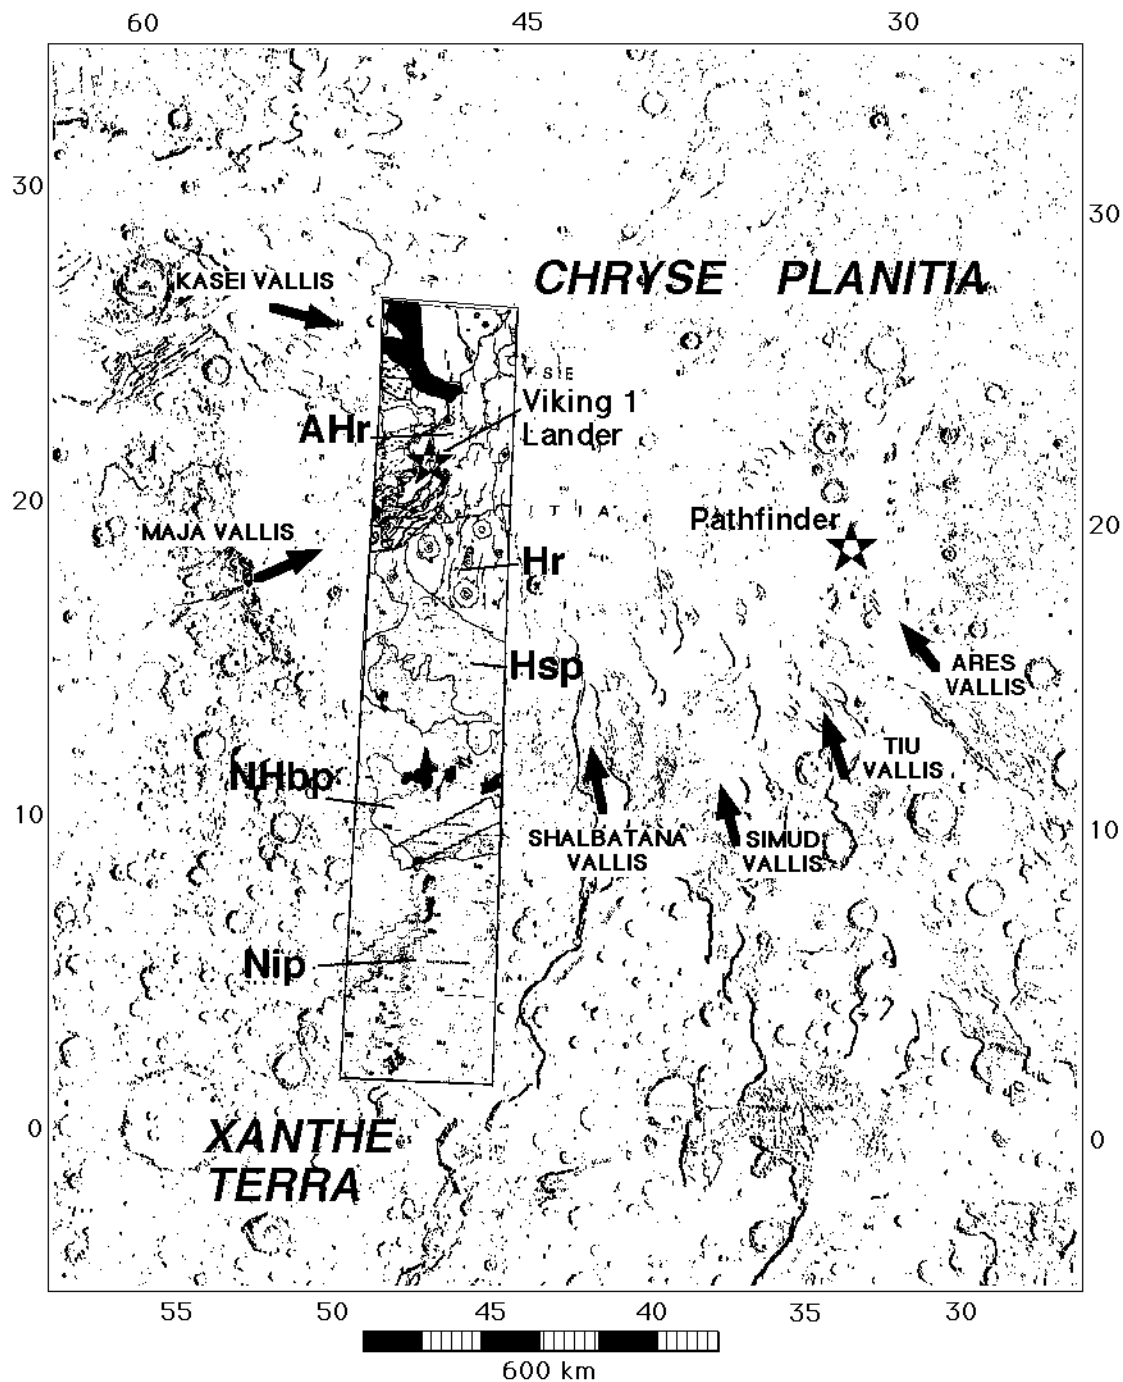 60 45 30
30
30
CHRYSE PLANITIA
KASEI VALLIS
S E
Viking 1
Lander
AHr
20
20
I T I A
Pathfinder
MAJA VALLIS
Hr
Hsp
ARES
VALLIS
TIU
VALLIS
NHbp
10
10
SHALBATANA
VALLIS
SIMUD
VALLIS
Nip
0
0
XANTHE
TERRA
55 50 45 40 35 30
600 km